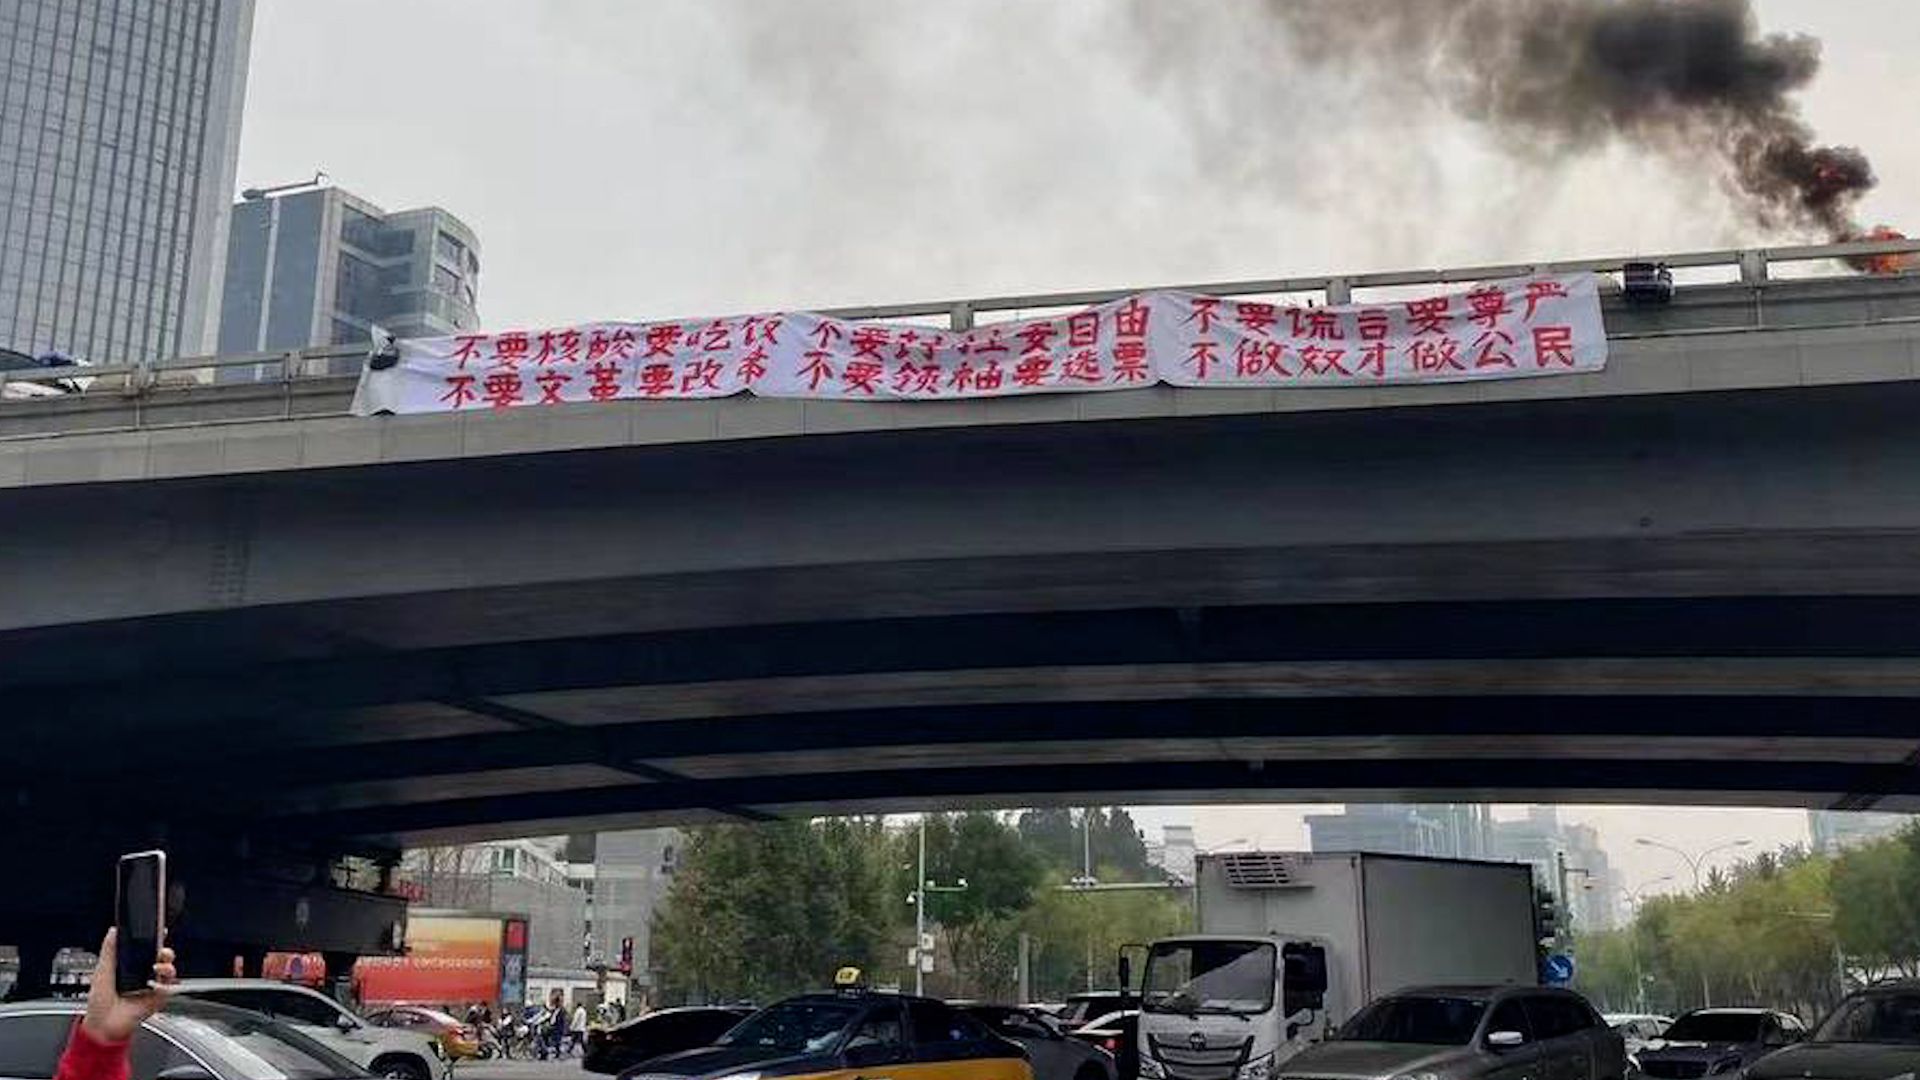 不要核酸要吃饭 不要封控要自由 不要谎言要尊严
不要文革要改革 不要领袖要选票 不做奴才做公民